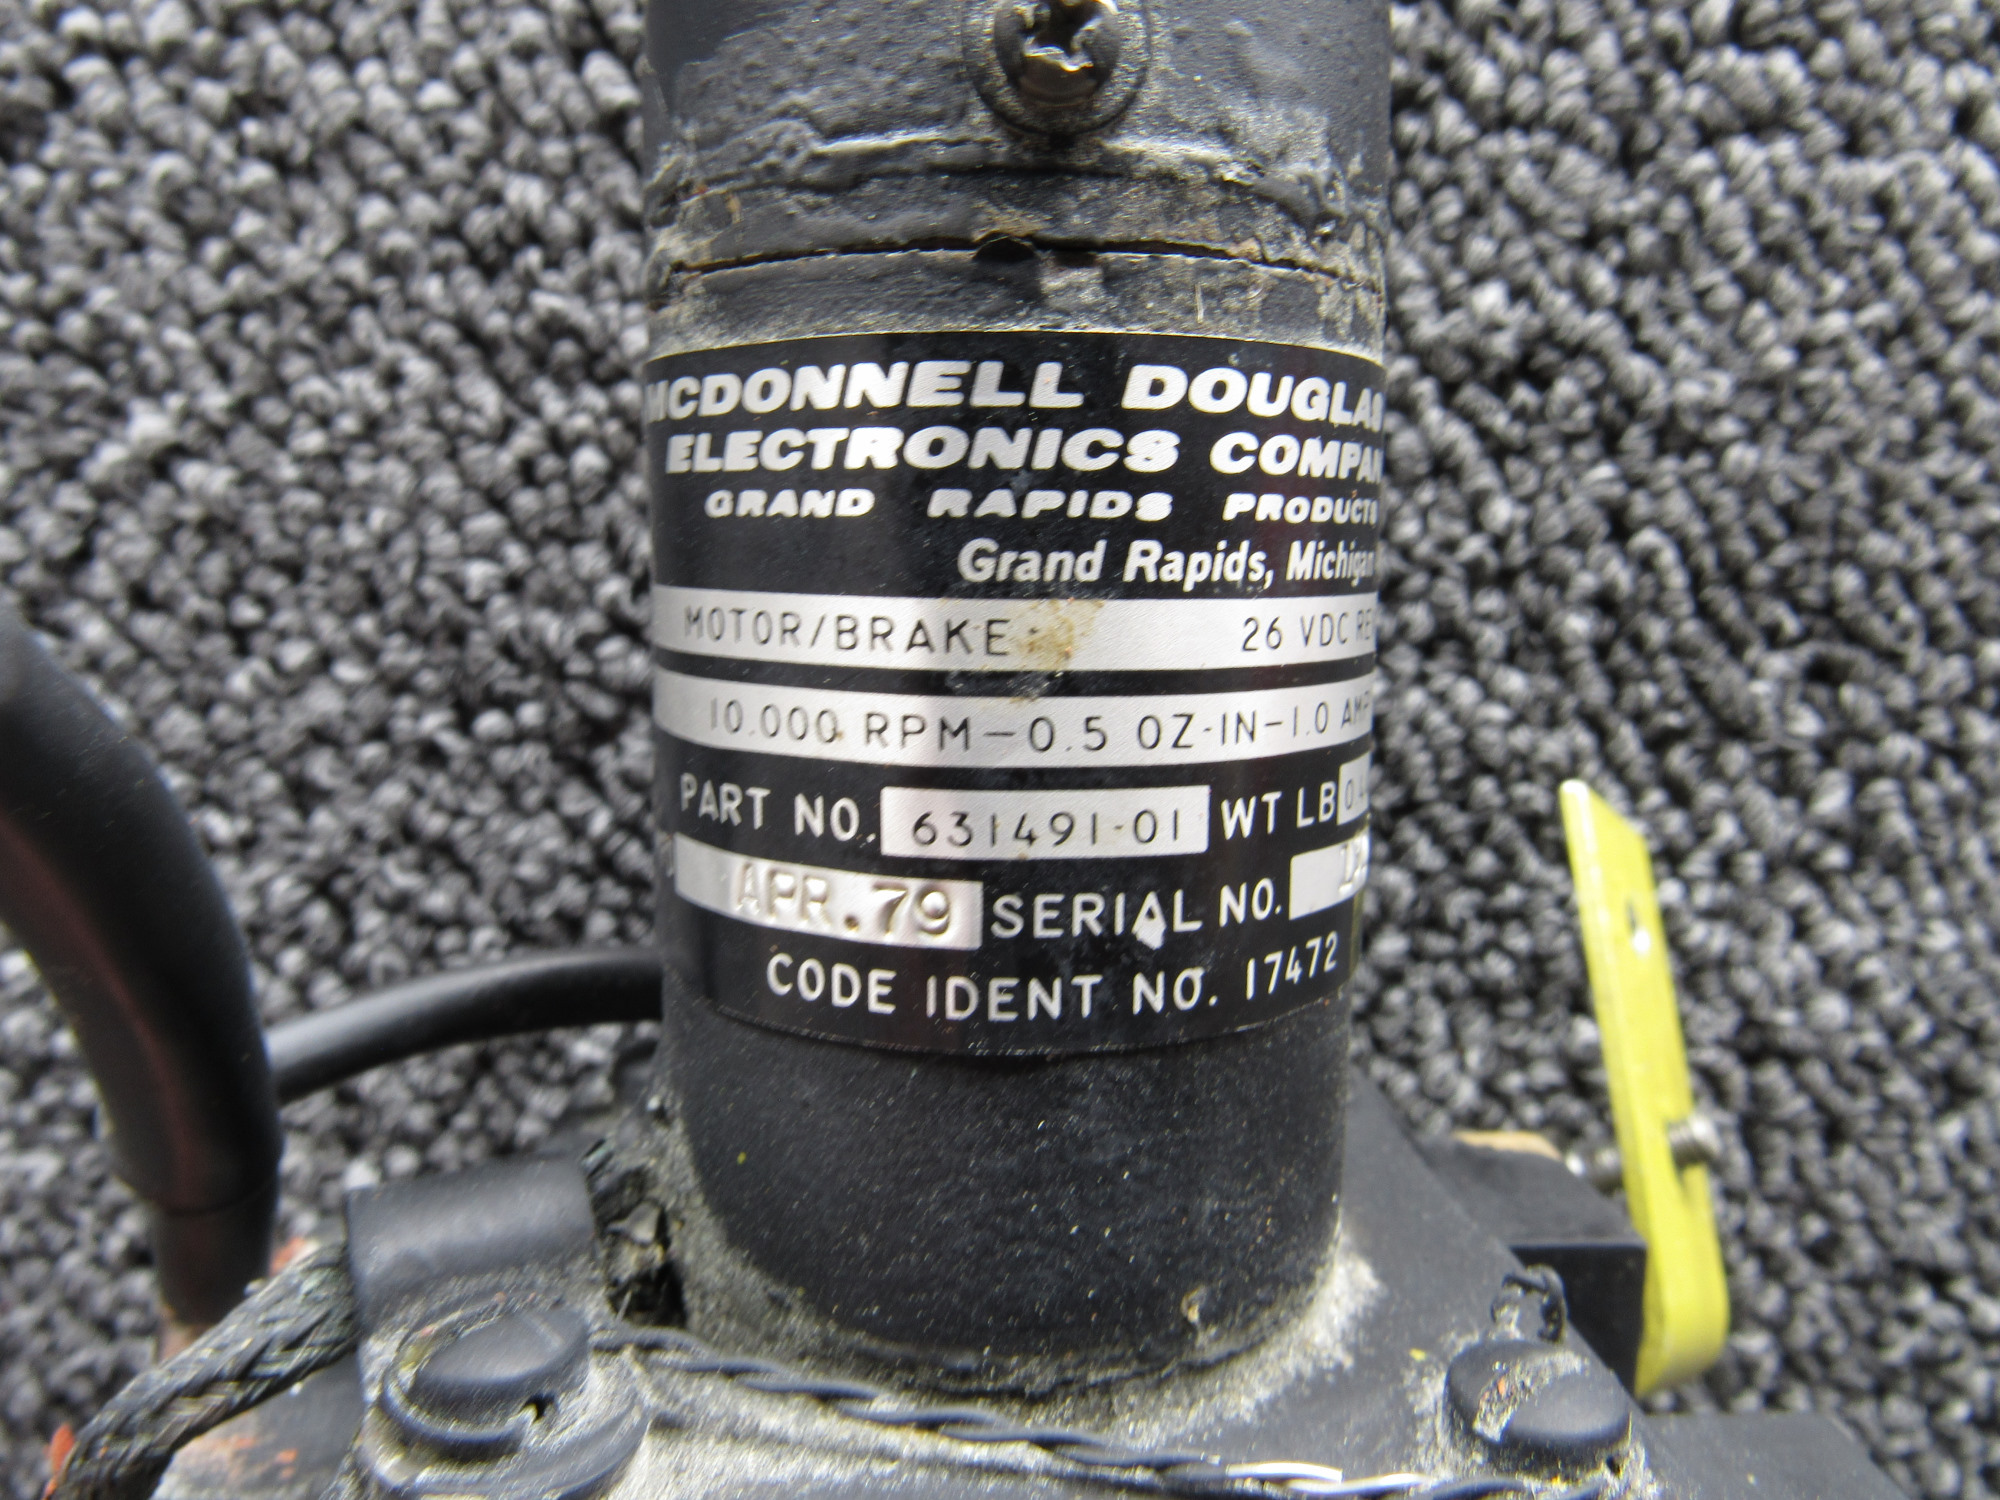 MCDONNELL DOUGLAS
ELECTRONICS COMPAN
GRAND RAPIDS PRODUCTS
Grand Rapids, Michigan
MOTOR/BRAKE 26 VDC RE
10.000 RPM-0.5 OZ-IN-1.0 AMP
PART NO. 631491-01 WT LB
APR.79 SERIAL NO.
CODE IDENT NO. 17472